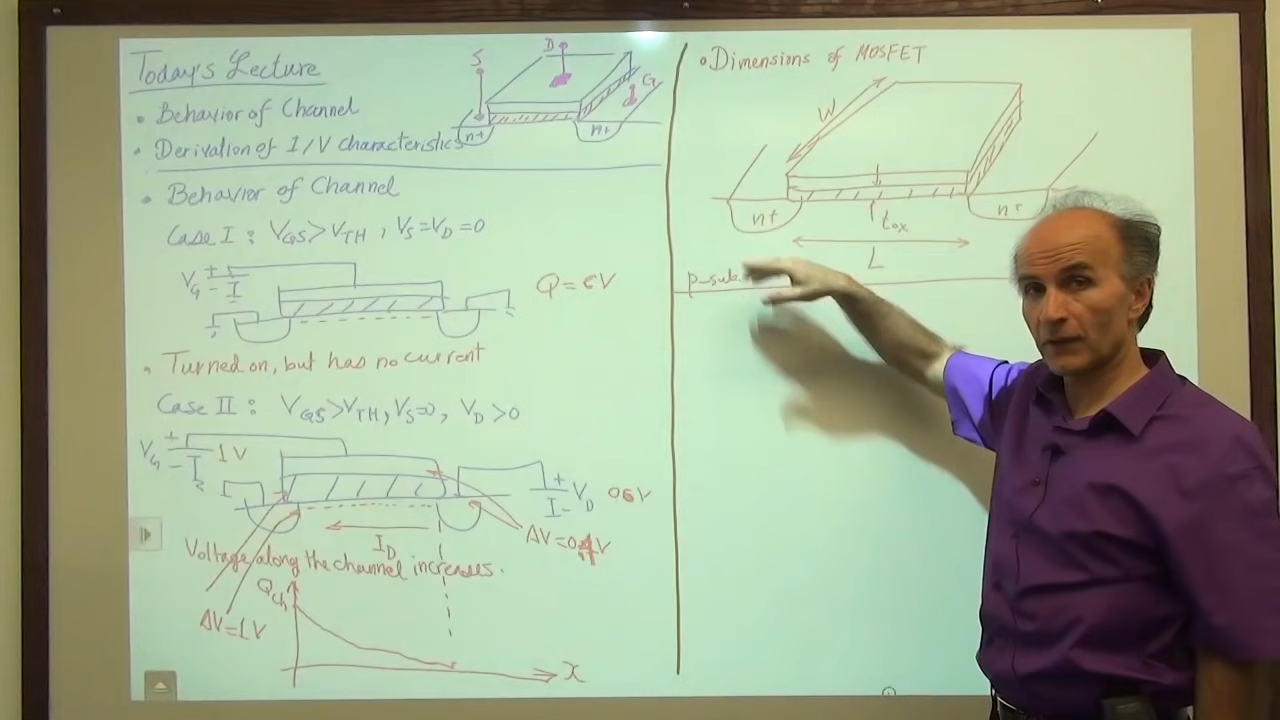 Today's Lecture
• Behavior of Channel
• Derivation of I/V characteristics
S
D
G
n+
n+
• Behavior of Channel
Case I : VGS>VTH , VS=VD=0
VG
+
-
Q=CV
• Turned on, but has no current
Case II : VGS>VTH, VS=0, VD>0
VG
+
-
1V
+
-
VD
06V
ID
ΔV=0.4V
Voltage along the channel increases.
Qch
ΔV=1V
x
• Dimensions of MOSFET
W
n+
tox
n+
L
p-sub.